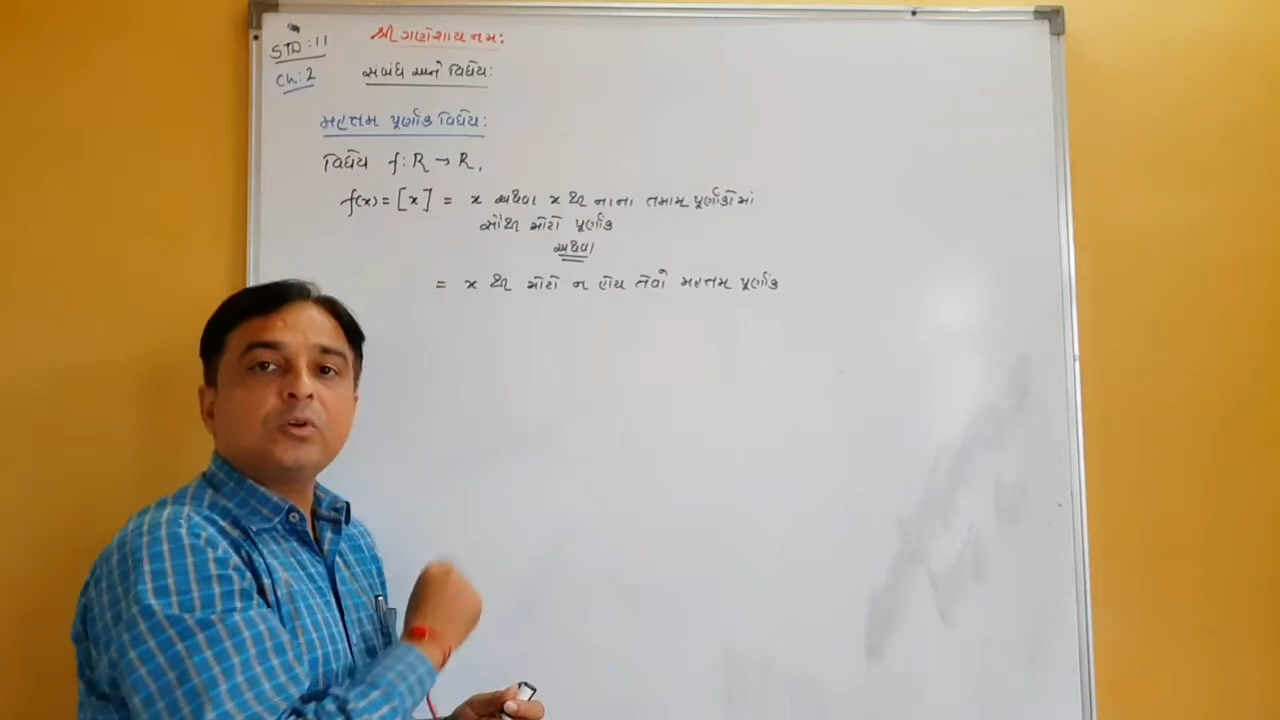 STD : 11
શ્રી ગણેશાય નમઃ
Ch : 2
સંબંધ અને વિધેય :
મહત્તમ પૂર્ણાંક વિધેય :
વિધેય f : R → R,
f(x) = [x] = x અથવા x થી નાના તમામ પૂર્ણાંકોમાં
સૌથી મોટો પૂર્ણાંક
અથવા
= x થી મોટો ન હોય તેવો મહત્તમ પૂર્ણાંક